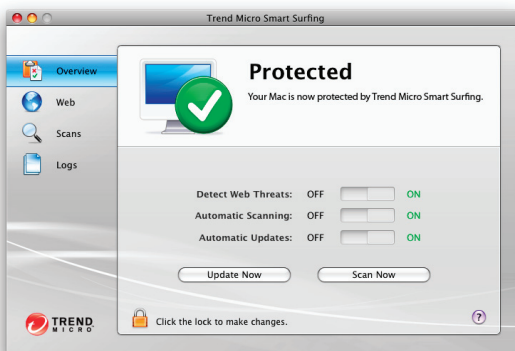 Trend Micro Smart Surfing
Overview
Web
Scans
Logs
Protected
Your Mac is now protected by Trend Micro Smart Surfing.
Detect Web Threats: OFF ON
Automatic Scanning: OFF ON
Automatic Updates: OFF ON
Update Now Scan Now
Click the lock to make changes. ?
TREND
MICRO